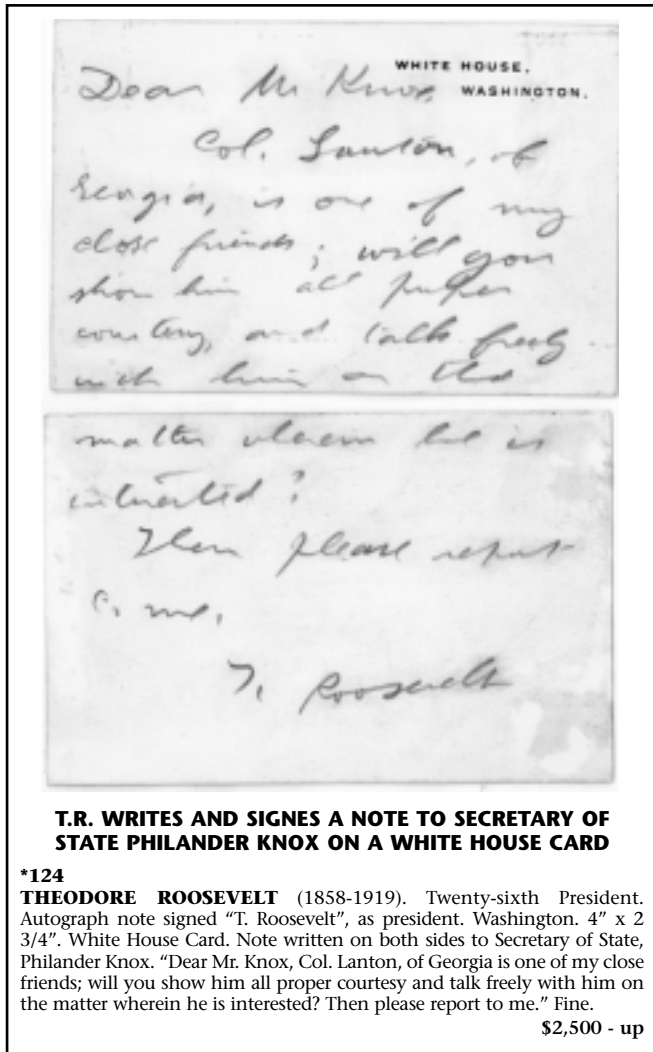 WHITE HOUSE,
WASHINGTON.
Dear Mr Knox,
Col. Lanton, of
Georgia, is one of my
close friends; will you
show him all proper
courtesy, and talk freely
with him on the
matter wherein he is
interested?
Then please report
to me.
T. Roosevelt
T.R. WRITES AND SIGNES A NOTE TO SECRETARY OF
STATE PHILANDER KNOX ON A WHITE HOUSE CARD
*124
THEODORE ROOSEVELT (1858-1919). Twenty-sixth President.
Autograph note signed “T. Roosevelt”, as president. Washington. 4” x 2
3/4”. White House Card. Note written on both sides to Secretary of State,
Philander Knox. “Dear Mr. Knox, Col. Lanton, of Georgia is one of my close
friends; will you show him all proper courtesy and talk freely with him on
the matter wherein he is interested? Then please report to me.” Fine.
$2,500 - up